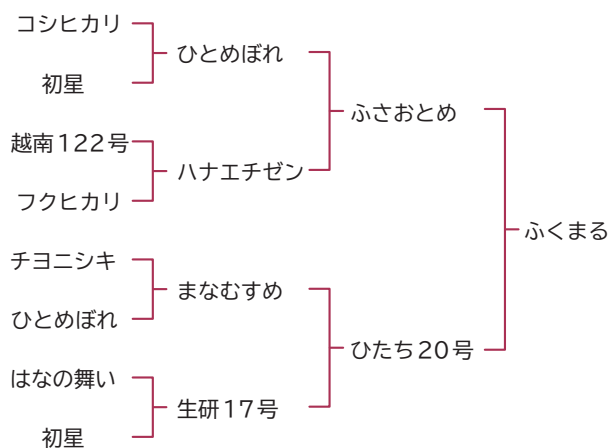 コシヒカリ
初星
ひとめぼれ
越南122号
フクヒカリ
ハナエチゼン
ふさおとめ
チヨニシキ
ひとめぼれ
まなむすめ
はなの舞い
初星
生研17号
ひたち20号
ふくまる